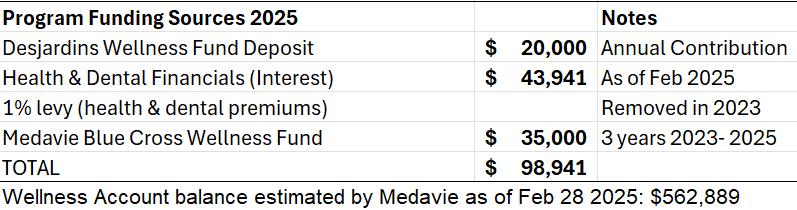 Program Funding Sources 2025 Notes
Desjardins Wellness Fund Deposit $ 20,000 Annual Contribution
Health & Dental Financials (Interest) $ 43,941 As of Feb 2025
1% levy (health & dental premiums) Removed in 2023
Medavie Blue Cross Wellness Fund $ 35,000 3 years 2023- 2025
TOTAL $ 98,941
Wellness Account balance estimated by Medavie as of Feb 28 2025: $562,889